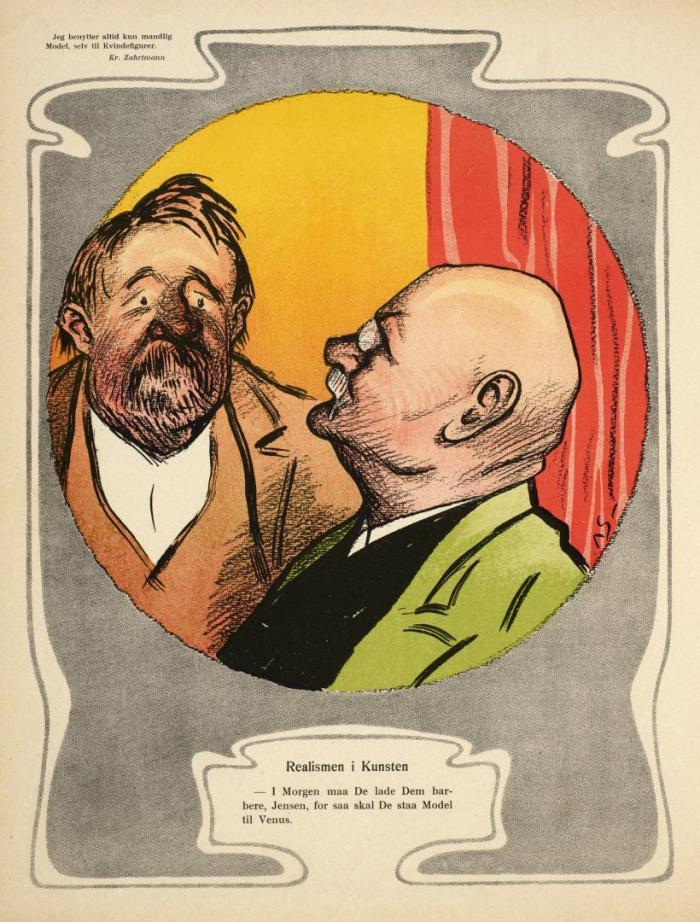 Jeg benytter altid kun mandlig
Model, selv til Kvindefigurer.
Kr. Zahrtmann
Realismen i Kunsten
— I Morgen maa De lade Dem bar-
bere, Jensen, for saa skal De staa Model
til Venus.